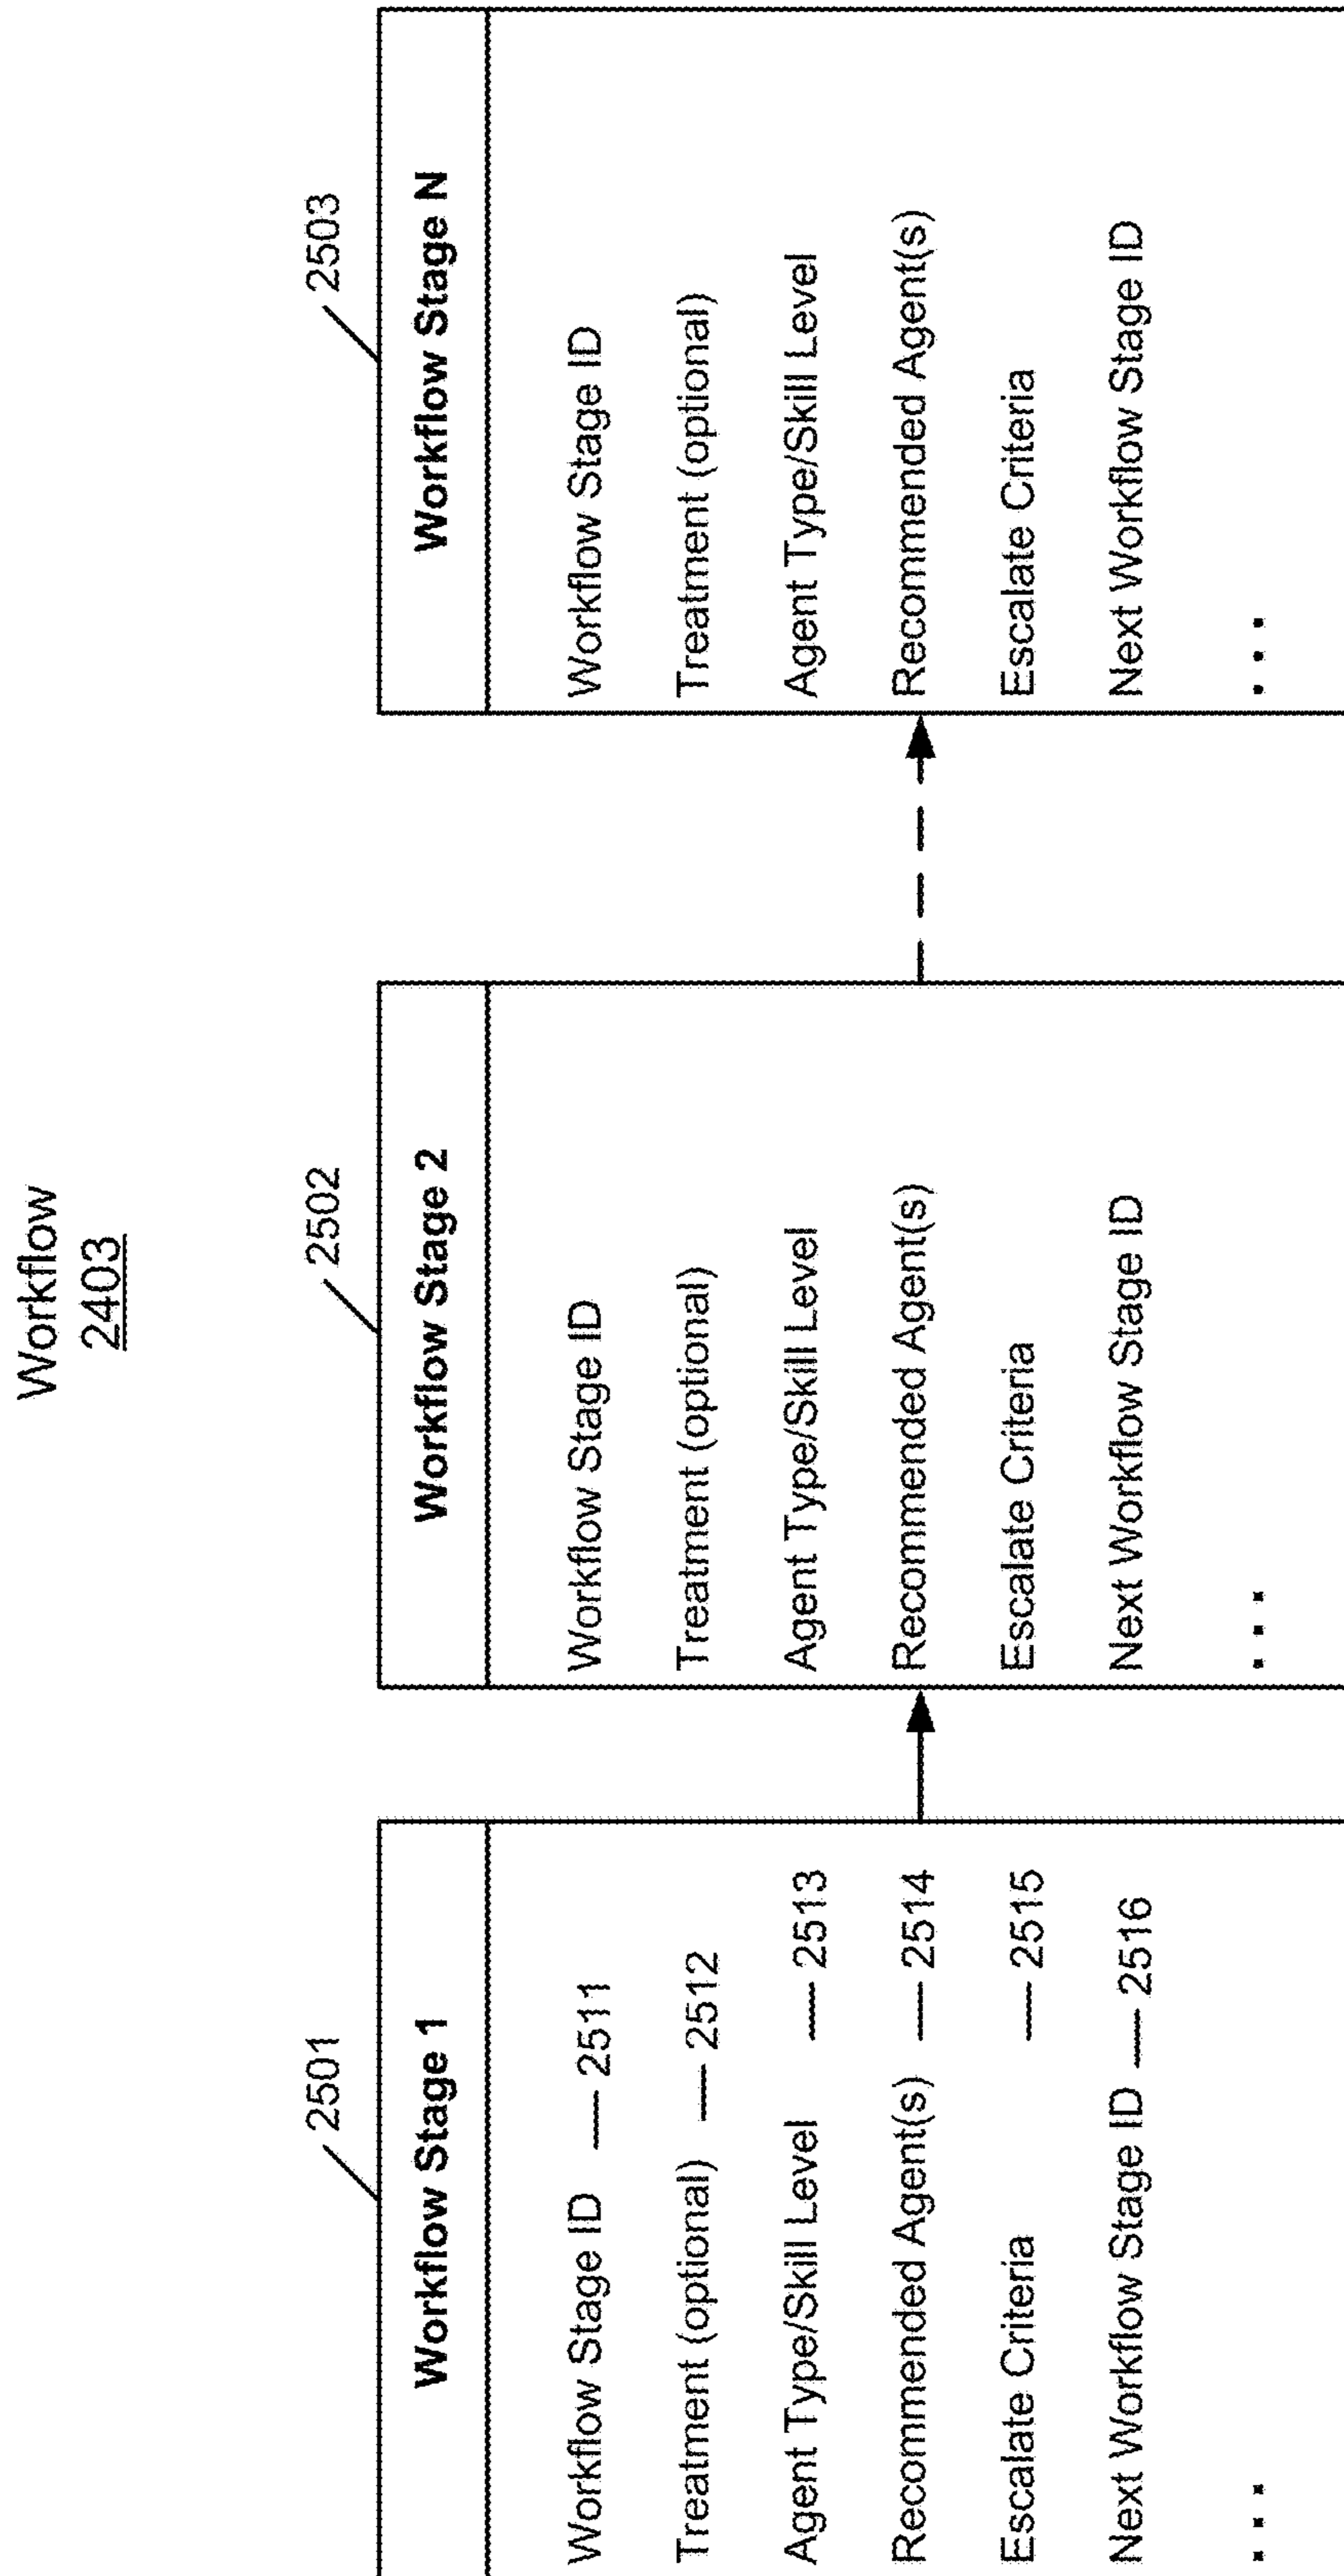 Workflow
2403
2501
Workflow Stage 1
Workflow Stage ID — 2511
Treatment (optional) — 2512
Agent Type/Skill Level — 2513
Recommended Agent(s) — 2514
Escalate Criteria — 2515
Next Workflow Stage ID — 2516
...
2502
Workflow Stage 2
Workflow Stage ID
Treatment (optional)
Agent Type/Skill Level
Recommended Agent(s)
Escalate Criteria
Next Workflow Stage ID
...
2503
Workflow Stage N
Workflow Stage ID
Treatment (optional)
Agent Type/Skill Level
Recommended Agent(s)
Escalate Criteria
Next Workflow Stage ID
...